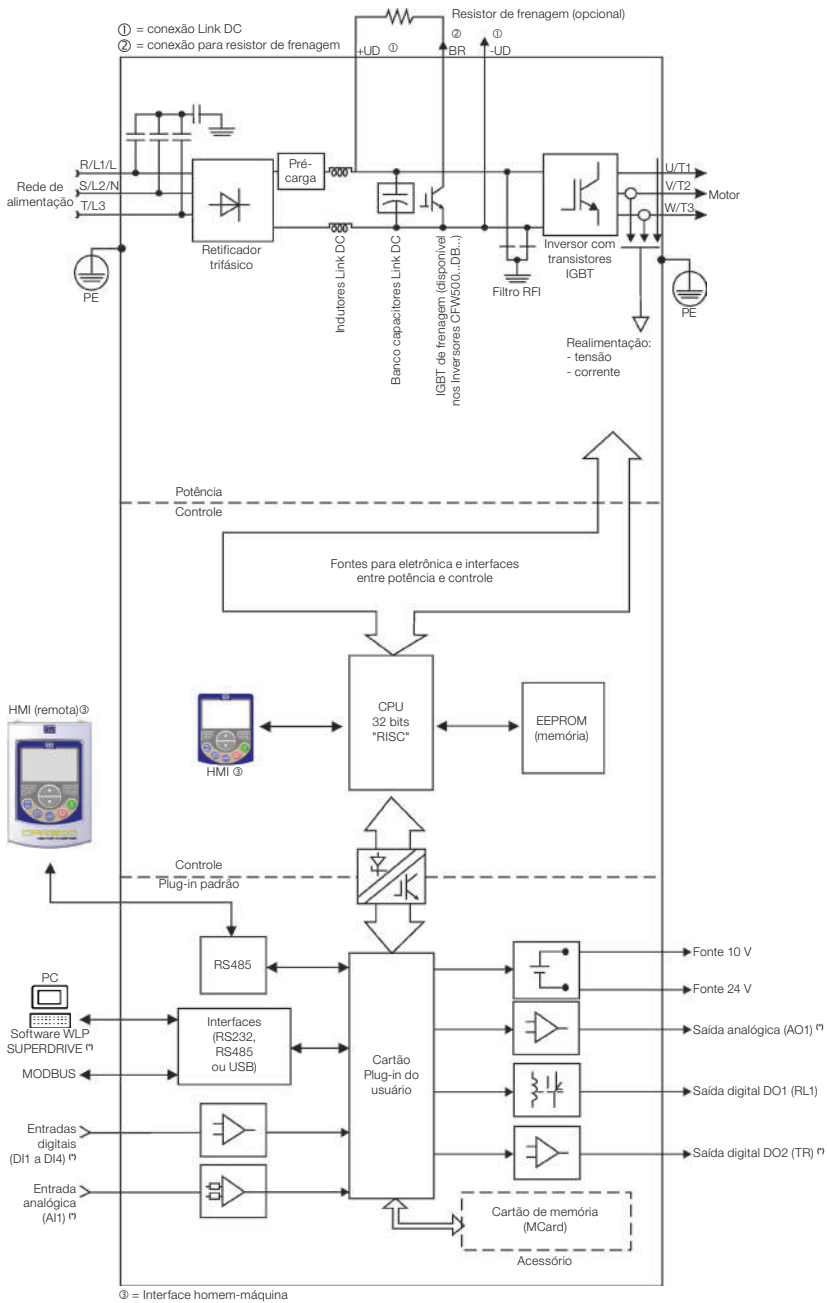 ① = conexão Link DC
② = conexão para resistor de frenagem
Resistor de frenagem (opcional)
+UD ①
② BR
① -UD
R/L1/L
S/L2/N
T/L3
Rede de
alimentação
PE
Pré-
carga
Retificador
trifásico
Indutores Link DC
Banco capacitores Link DC
IGBT de frenagem (disponível
nos Inversores CFW500...DB...)
Filtro RFI
Inversor com
transistores
IGBT
U/T1
V/T2
W/T3
Motor
PE
Realimentação:
- tensão
- corrente
Potência
Controle
Fontes para eletrônica e interfaces
entre potência e controle
CPU
32 bits
"RISC"
EEPROM
(memória)
HMI ③
HMI (remota)③
Controle
Plug-in padrão
RS485
PC
Software WLP
SUPERDRIVE (*)
MODBUS
Interfaces
(RS232,
RS485
ou USB)
Entradas
digitais
(DI1 a DI4) (*)
Entrada
analógica
(AI1) (*)
Cartão
Plug-in do
usuário
Fonte 10 V
Fonte 24 V
Saída analógica (AO1) (*)
Saída digital DO1 (RL1)
Saída digital DO2 (TR) (*)
Cartão de memória
(MCard)
Acessório
③ = Interface homem-máquina